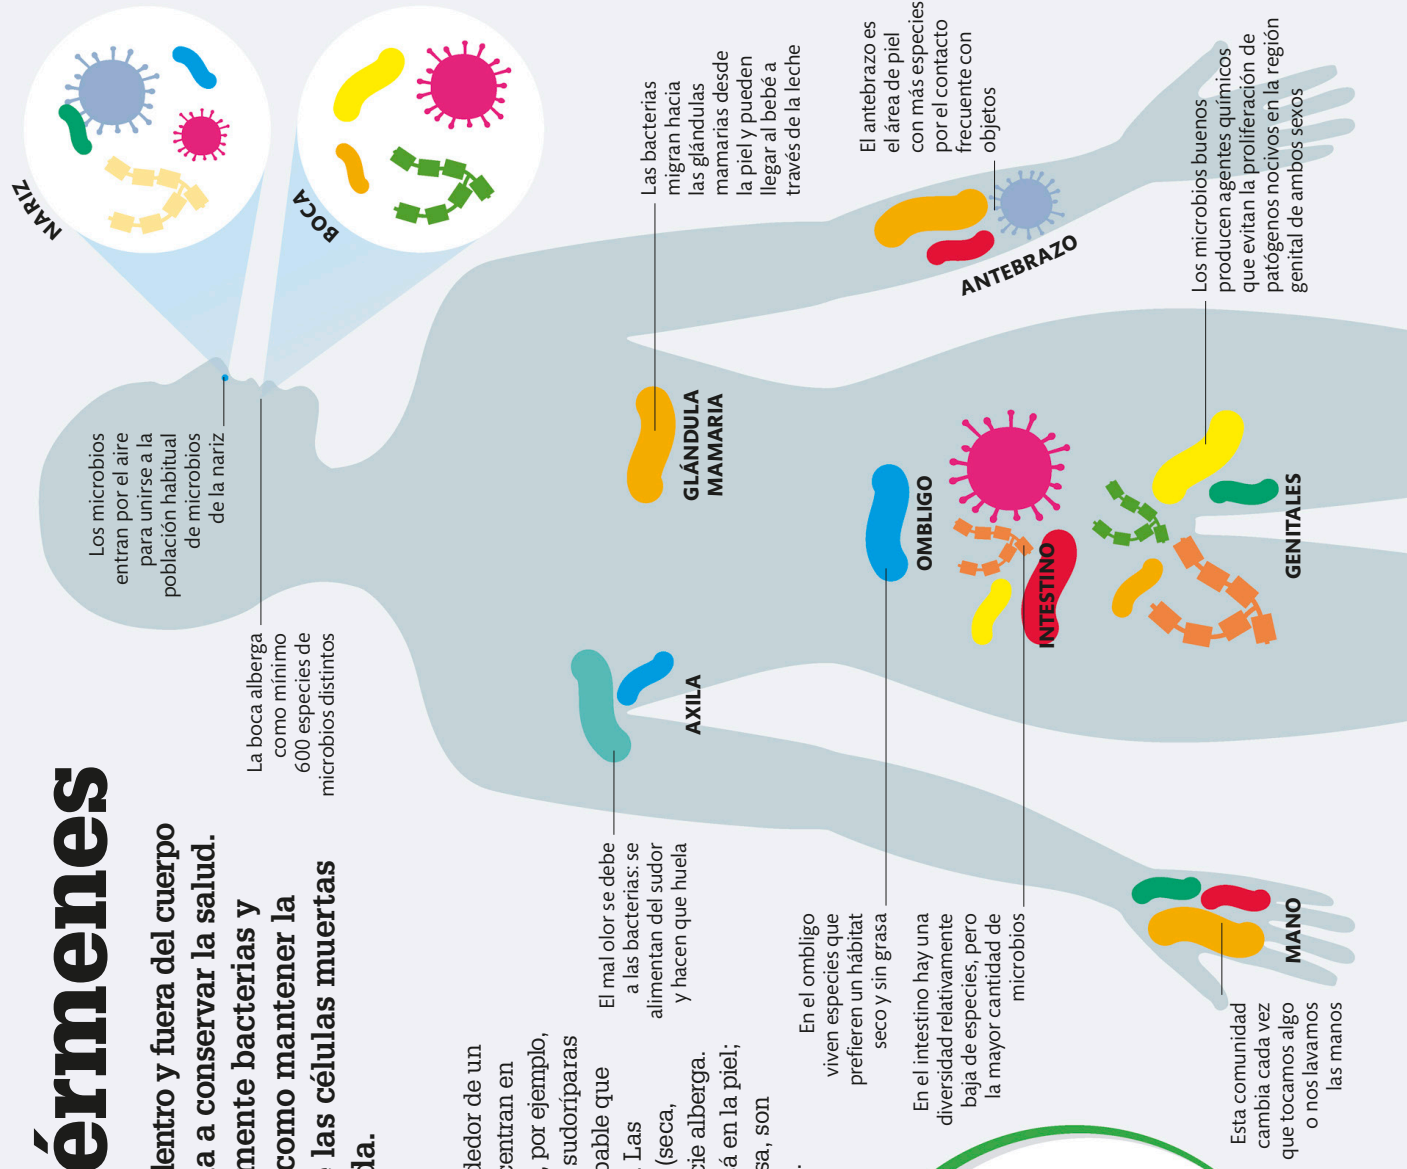 érmenes
lentro y fuera del cuerpo
a a conservar la salud.
mente bacterias y
como mantener la
las células muertas
da.
dedor de un
centran en
, por ejemplo,
sudoríparas
bable que
. Las
(seca,
cie alberga.
rá en la piel;
sa, son
NARIZ
BOCA
Los microbios
entran por el aire
para unirse a la
población habitual
de microbios
de la nariz
La boca alberga
como mínimo
600 especies de
microbios distintos
Las bacterias
migran hacia
las glándulas
mamarias desde
la piel y pueden
llegar al bebé a
través de la leche
GLÁNDULA
MAMARIA
El mal olor se debe
a las bacterias: se
alimentan del sudor
y hacen que huela
AXILA
El antebrazo es
el área de piel
con más especies
por el contacto
frecuente con
objetos
ANTEBRAZO
En el ombligo
viven especies que
prefieren un hábitat
seco y sin grasa
OMBLIGO
En el intestino hay una
diversidad relativamente
baja de especies, pero
la mayor cantidad de
microbios
INTESTINO
Los microbios buenos
producen agentes químicos
que evitan la proliferación de
patógenos nocivos en la región
genital de ambos sexos
GENITALES
Esta comunidad
cambia cada vez
que tocamos algo
o nos lavamos
las manos
MANO